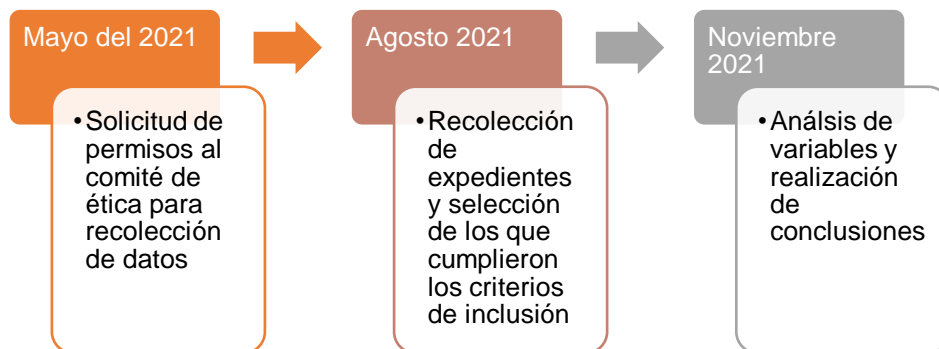 Mayo del 2021
•Solicitud de
permisos al
comité de
ética para
recolección
de datos
Agosto 2021
•Recolección
de
expedientes
y selección
de los que
cumplieron
los criterios
de inclusión
Noviembre
2021
•Análsis de
variables y
realización
de
conclusiones